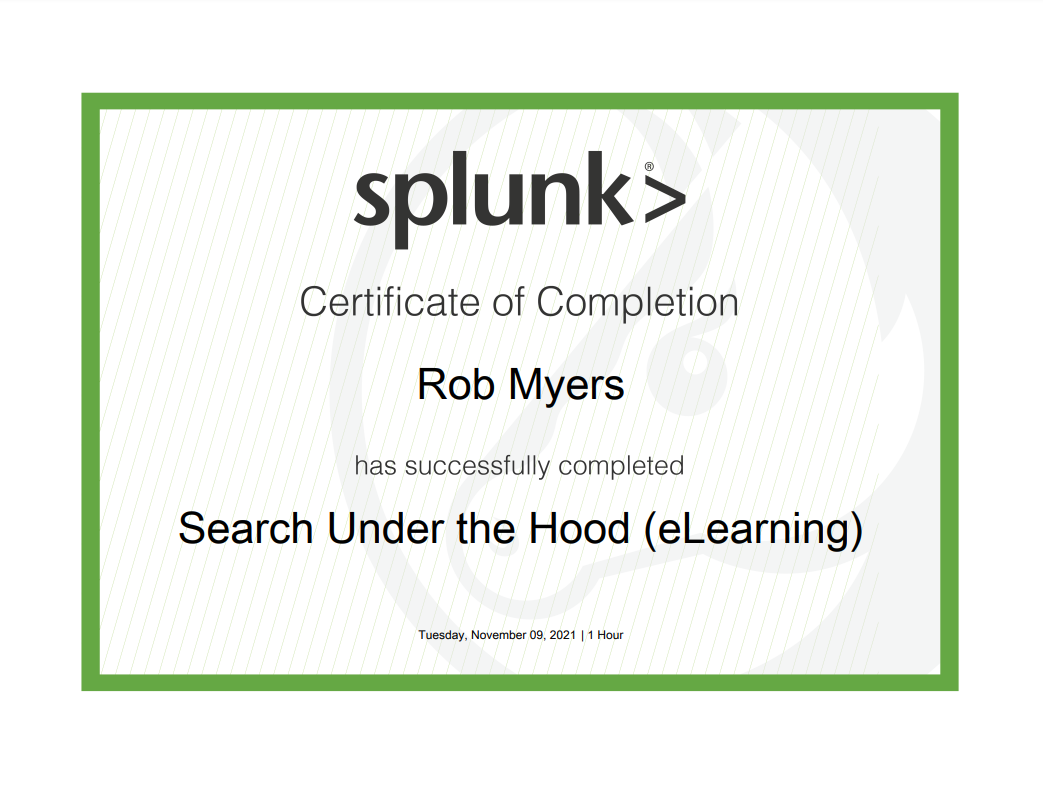 splunk>®
Certificate of Completion
Rob Myers
has successfully completed
Search Under the Hood (eLearning)
Tuesday, November 09, 2021 | 1 Hour